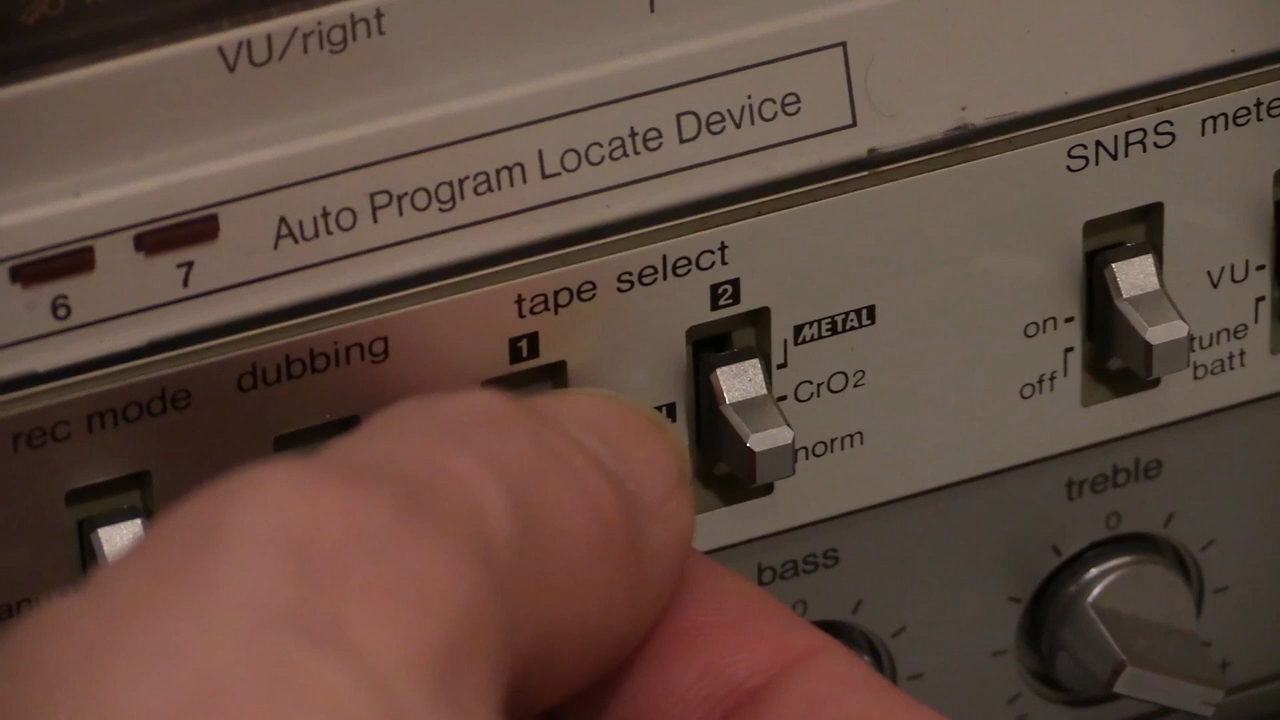 VU/right
Auto Program Locate Device
6
7
SNRS
tape select
1
2
METAL
CrO2
norm
dubbing
rec mode
on
off
VU
tune
batt
treble
0
+
bass
0